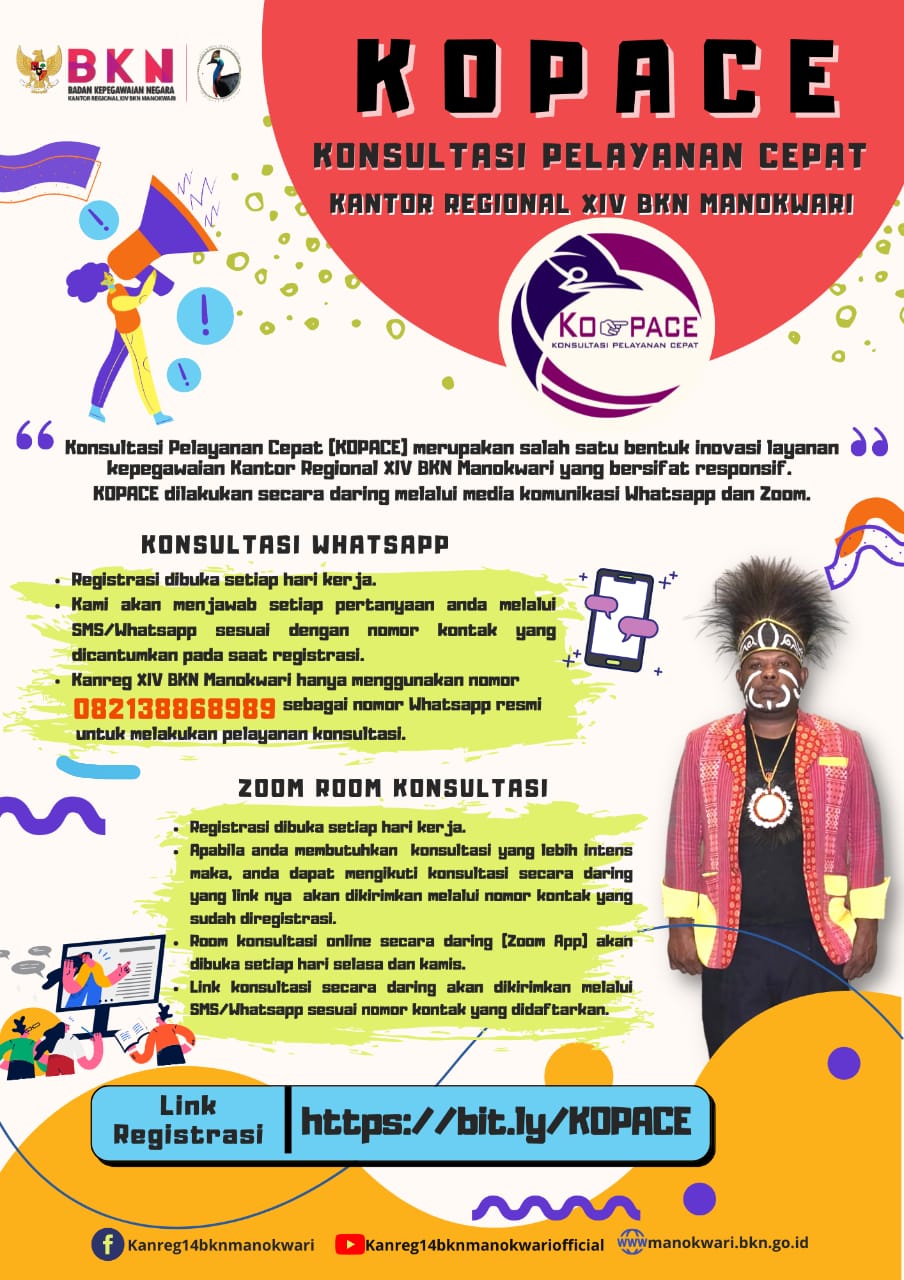 BKN
BADAN KEPEGAWAIAN NEGARA
KANTOR REGIONAL XIV BKN MANOKWARI
KOPACE
KONSULTASI PELAYANAN CEPAT
KANTOR REGIONAL XIV BKN MANOKWARI
KO PACE
KONSULTASI PELAYANAN CEPAT
“ Konsultasi Pelayanan Cepat [KOPACE] merupakan salah satu bentuk inovasi layanan ”
kepegawaian Kantor Regional XIV BKN Manokwari yang bersifat responsif.
KOPACE dilakukan secara daring melalui media komunikasi Whatsapp dan Zoom.
KONSULTASI WHATSAPP
• Registrasi dibuka setiap hari kerja.
• Kami akan menjawab setiap pertanyaan anda melalui
SMS/Whatsapp sesuai dengan nomor kontak yang
dicantumkan pada saat registrasi.
• Kanreg XIV BKN Manokwari hanya menggunakan nomor
082138868989 sebagai nomor Whatsapp resmi
untuk melakukan pelayanan konsultasi.
ZOOM ROOM KONSULTASI
• Registrasi dibuka setiap hari kerja.
• Apabila anda membutuhkan konsultasi yang lebih intens
maka, anda dapat mengikuti konsultasi secara daring
yang link nya akan dikirimkan melalui nomor kontak yang
sudah diregistrasi.
• Room konsultasi online secara daring [Zoom App] akan
dibuka setiap hari selasa dan kamis.
• Link konsultasi secara daring akan dikirimkan melalui
SMS/Whatsapp sesuai nomor kontak yang didaftarkan.
Link
Registrasi
https://bit.ly/KOPACE
Kanreg14bknmanokwari
Kanreg14bknmanokwariofficial
www
manokwari.bkn.go.id